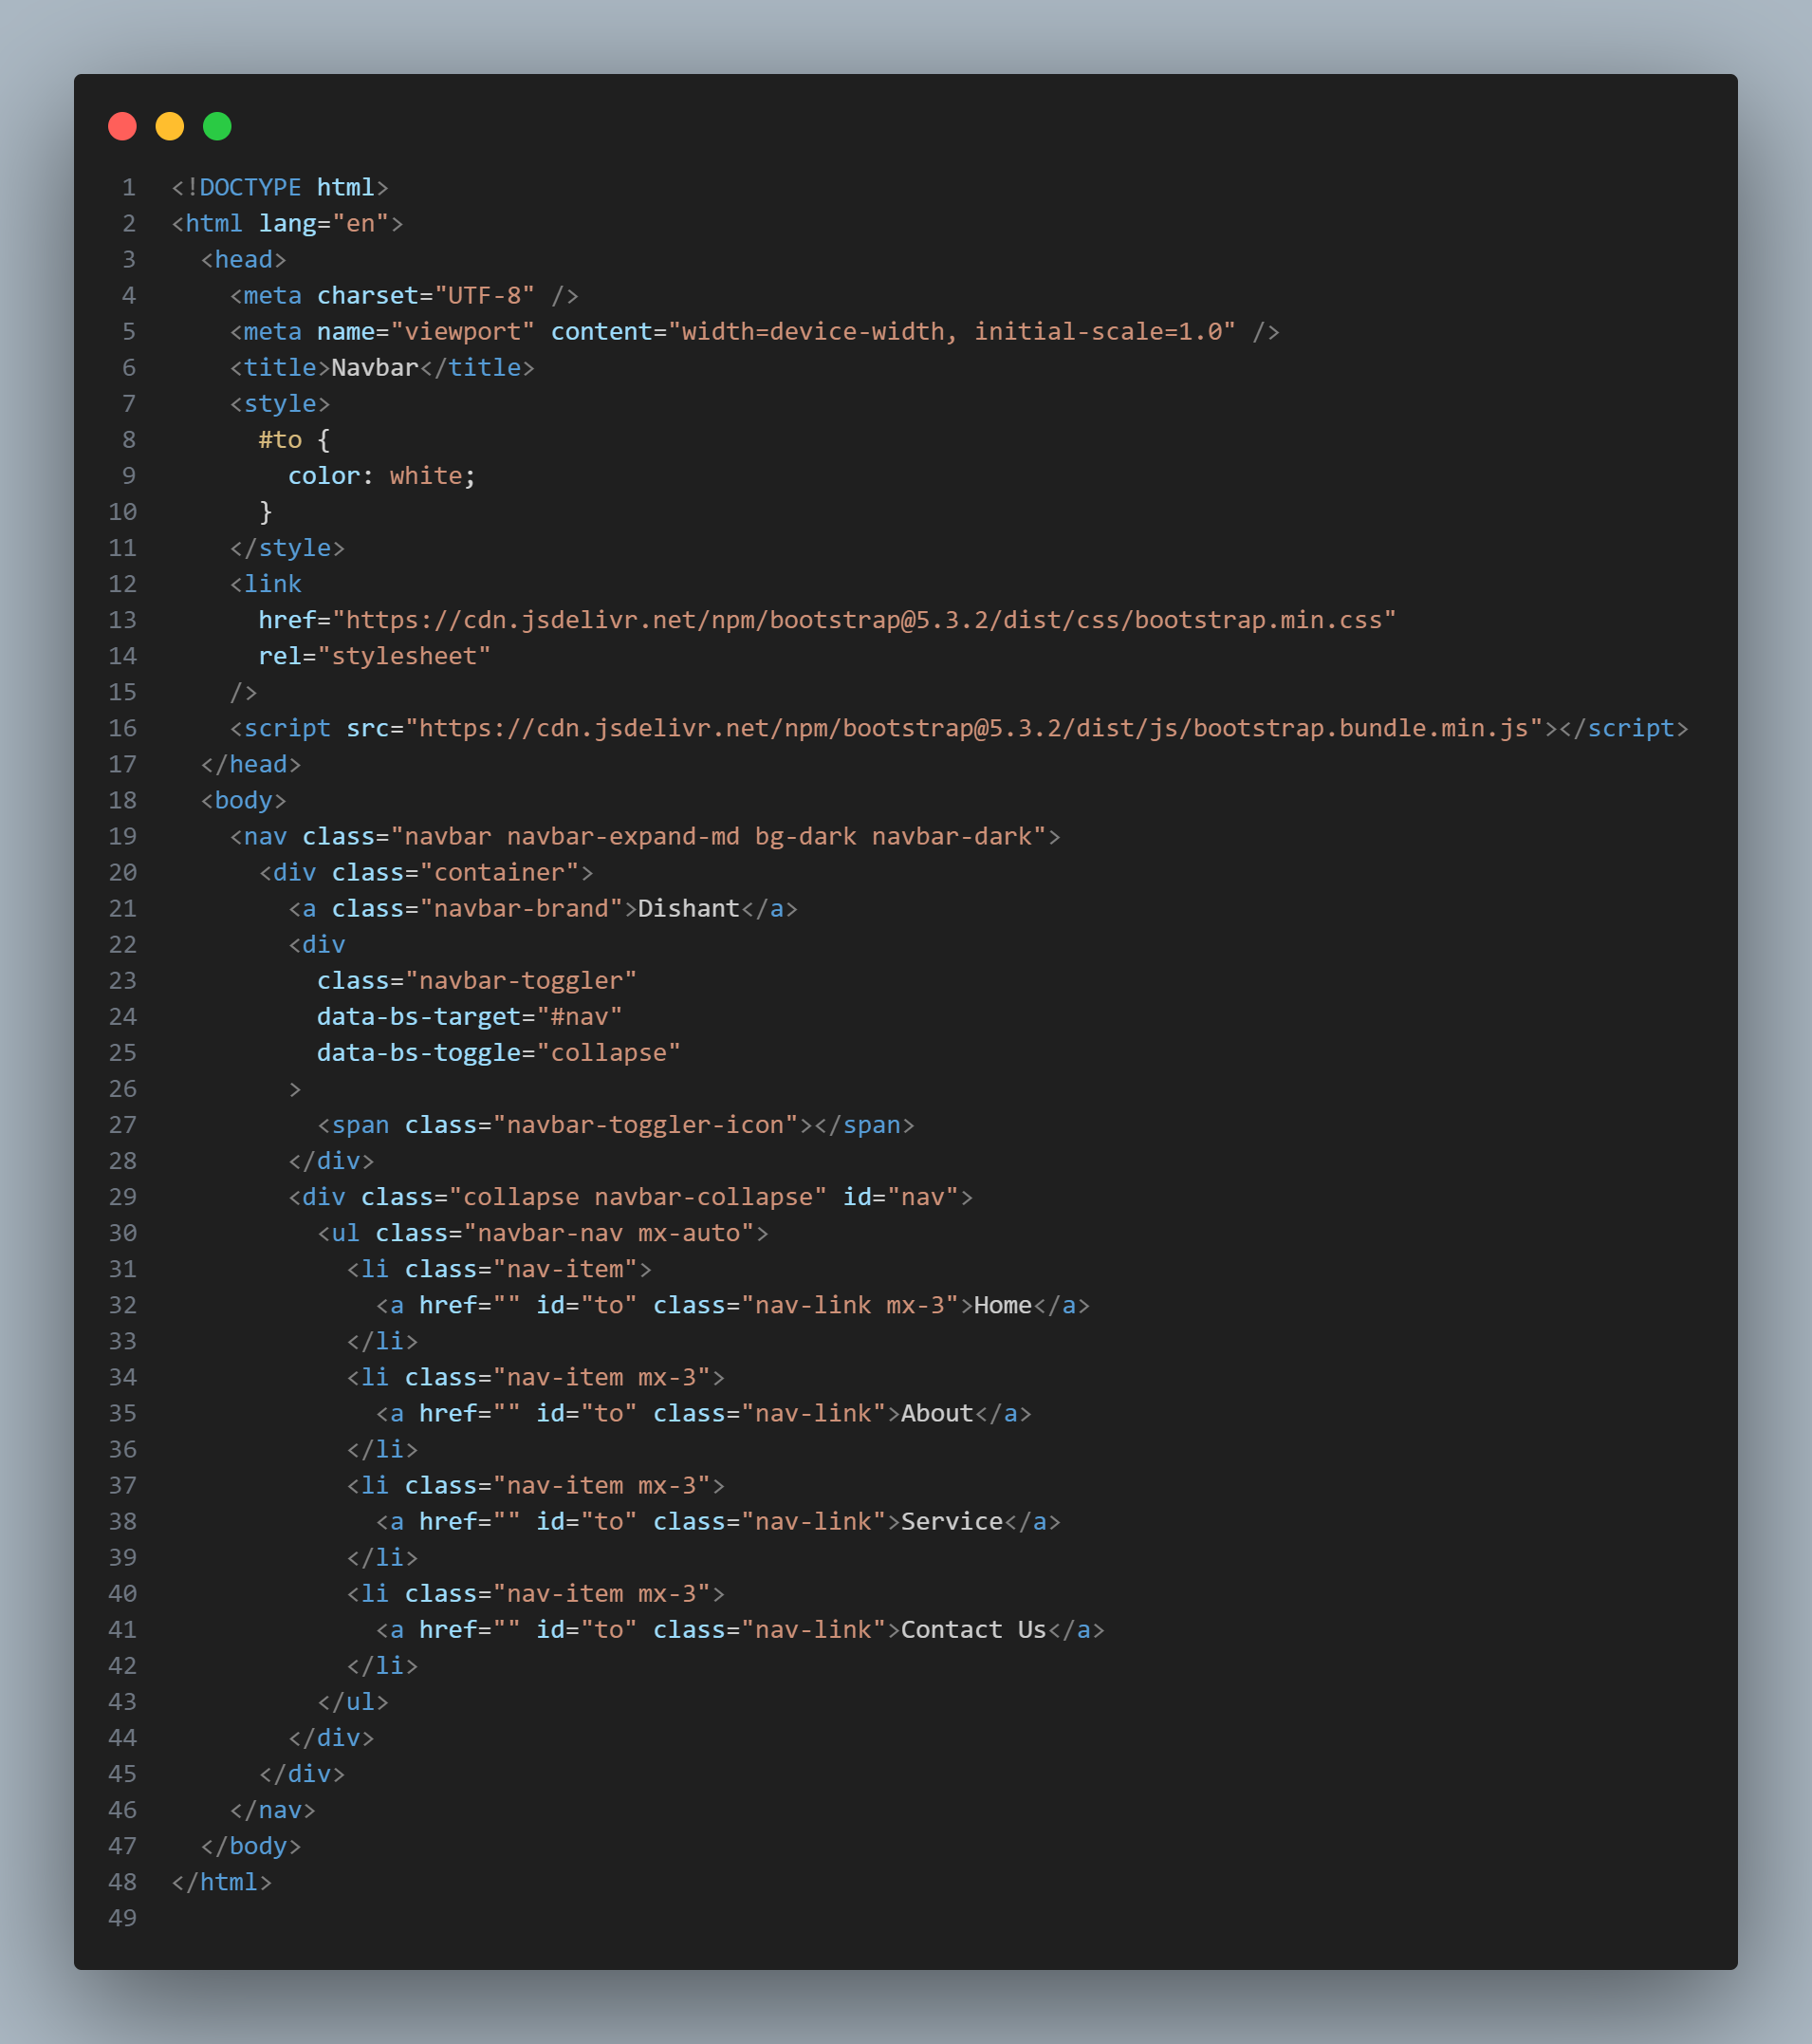 1 <!DOCTYPE html>
2 <html lang="en">
3   <head>
4     <meta charset="UTF-8" />
5     <meta name="viewport" content="width=device-width, initial-scale=1.0" />
6     <title>Navbar</title>
7     <style>
8       #to {
9         color: white;
10       }
11     </style>
12     <link
13       href="https://cdn.jsdelivr.net/npm/bootstrap@5.3.2/dist/css/bootstrap.min.css"
14       rel="stylesheet"
15     />
16     <script src="https://cdn.jsdelivr.net/npm/bootstrap@5.3.2/dist/js/bootstrap.bundle.min.js"></script>
17   </head>
18   <body>
19     <nav class="navbar navbar-expand-md bg-dark navbar-dark">
20       <div class="container">
21         <a class="navbar-brand">Dishant</a>
22         <div
23           class="navbar-toggler"
24           data-bs-target="#nav"
25           data-bs-toggle="collapse"
26         >
27           <span class="navbar-toggler-icon"></span>
28         </div>
29         <div class="collapse navbar-collapse" id="nav">
30           <ul class="navbar-nav mx-auto">
31             <li class="nav-item">
32               <a href="" id="to" class="nav-link mx-3">Home</a>
33             </li>
34             <li class="nav-item mx-3">
35               <a href="" id="to" class="nav-link">About</a>
36             </li>
37             <li class="nav-item mx-3">
38               <a href="" id="to" class="nav-link">Service</a>
39             </li>
40             <li class="nav-item mx-3">
41               <a href="" id="to" class="nav-link">Contact Us</a>
42             </li>
43           </ul>
44         </div>
45       </div>
46     </nav>
47   </body>
48 </html>
49